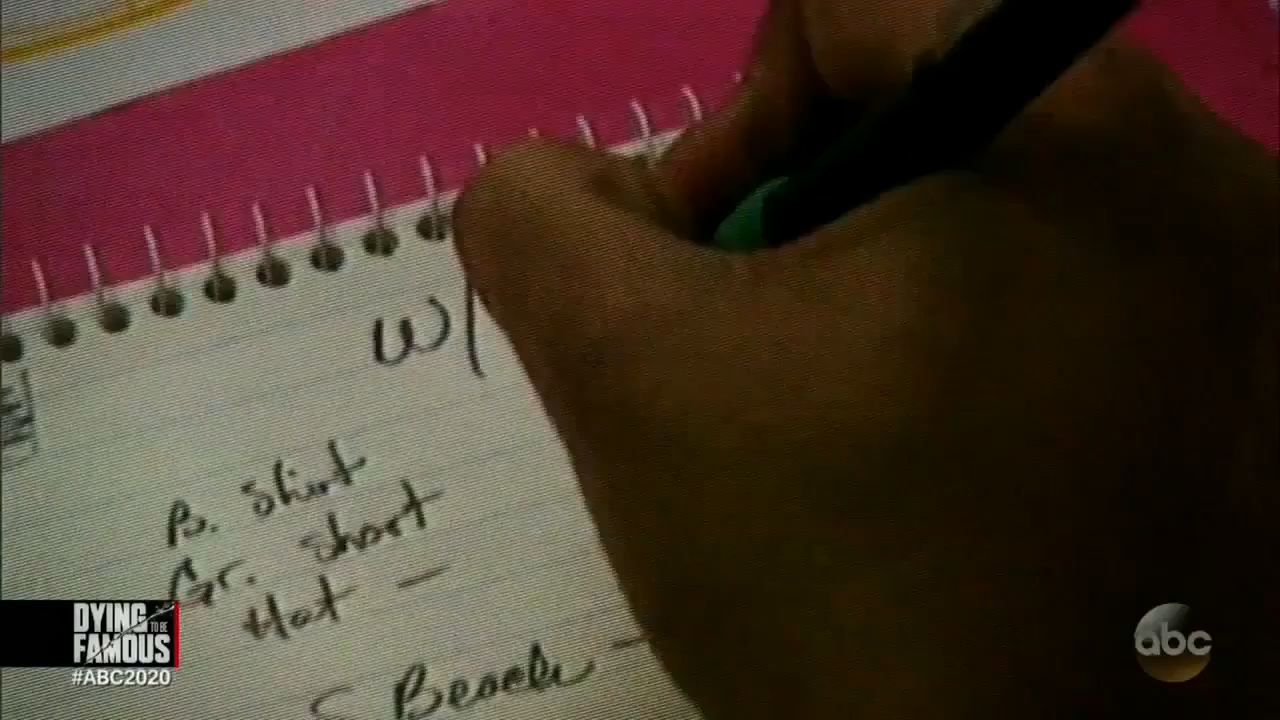 W/
B. Shirt
Gr. Short
Hat —
S Beach —
DYING
TO BE
FAMOUS
#ABC2020
abc